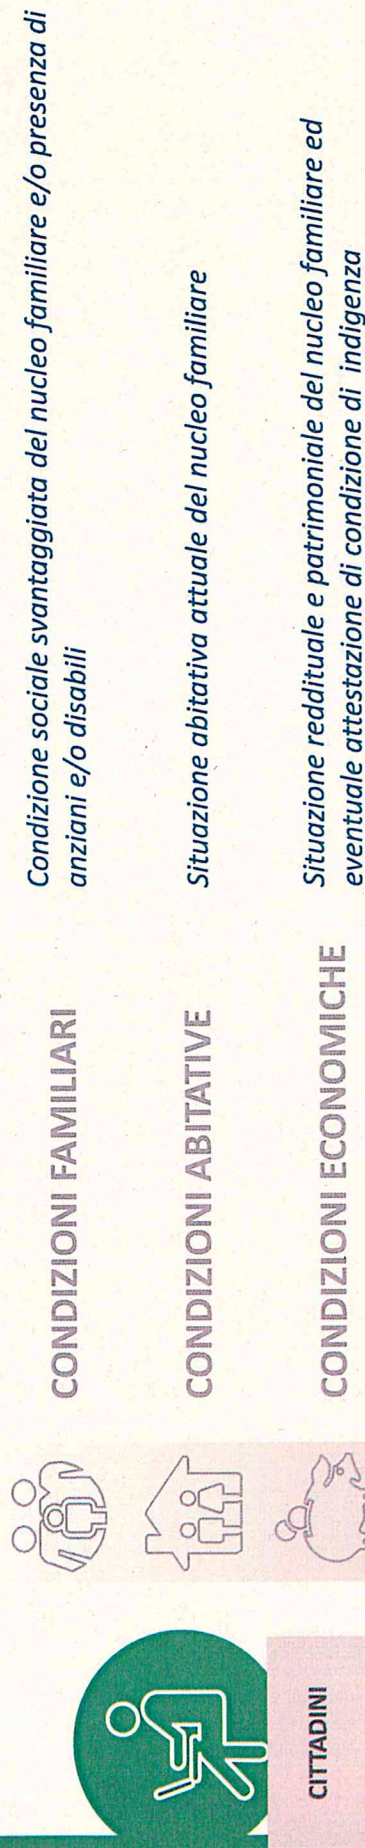 CITTADINI
CONDIZIONI FAMILIARI
Condizione sociale svantaggiata del nucleo familiare e/o presenza di
anziani e/o disabili
CONDIZIONI ABITATIVE
Situazione abitativa attuale del nucleo familiare
CONDIZIONI ECONOMICHE
Situazione reddituale e patrimoniale del nucleo familiare ed
eventuale attestazione di condizione di indigenza